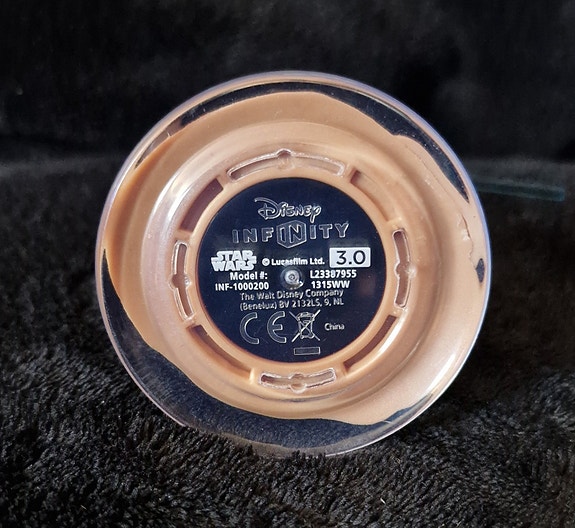 Disney
INFINITY
STAR WARS © Lucasfilm Ltd. 3.0
Model #: L23387955
INF-1000200 1315WW
The Walt Disney Company
(Benelux) BV 2132LS, 9, NL
CE China